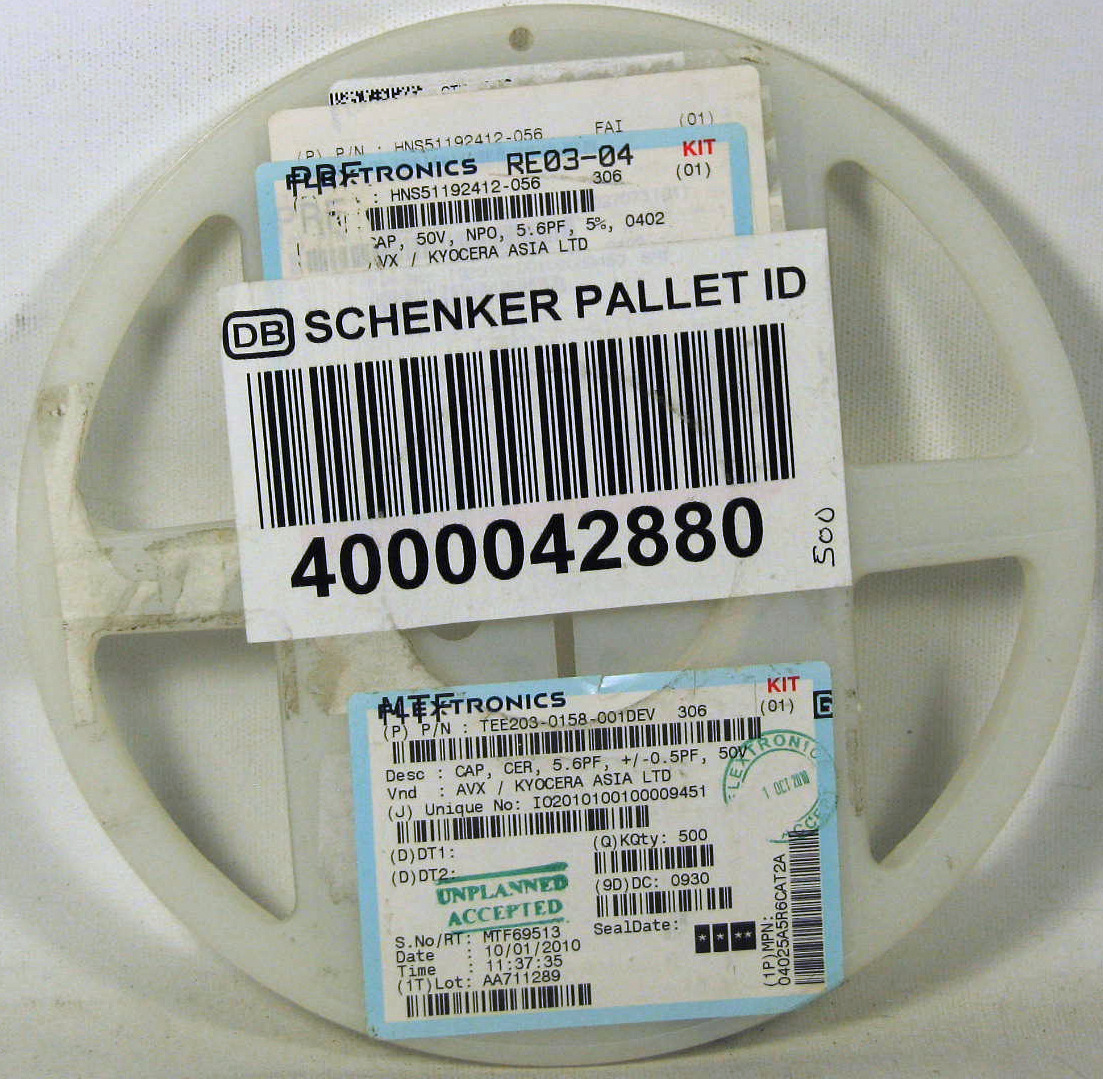 (P) P/N : HNS51192412-056 FAI (01)
FLEXTRONICS RE03-04 KIT
: HNS51192412-056 306 (01)
CAP, 50V, NPO, 5.6PF, 5%, 0402
AVX / KYOCERA ASIA LTD
DB SCHENKER PALLET ID
4000042880
500
MTF
FLEXTRONICS KIT
(P) P/N : TEE203-0158-001DEV 306 (01)
Desc : CAP, CER, 5.6PF, +/-0.5PF, 50V
Vnd : AVX / KYOCERA ASIA LTD
(J) Unique No: IO2010100100009451
FLEXTRONICS
1 OCT 2010
(D)DT1:
(Q)KQty: 500
(D)DT2:
(9D)DC: 0930
UNPLANNED
ACCEPTED
SealDate: * * **
S.No/RT: MTF69513
Date : 10/01/2010
Time : 11:37:35
(1T)Lot: AA711289
(1P)MPN:
04025A5R6CAT2A